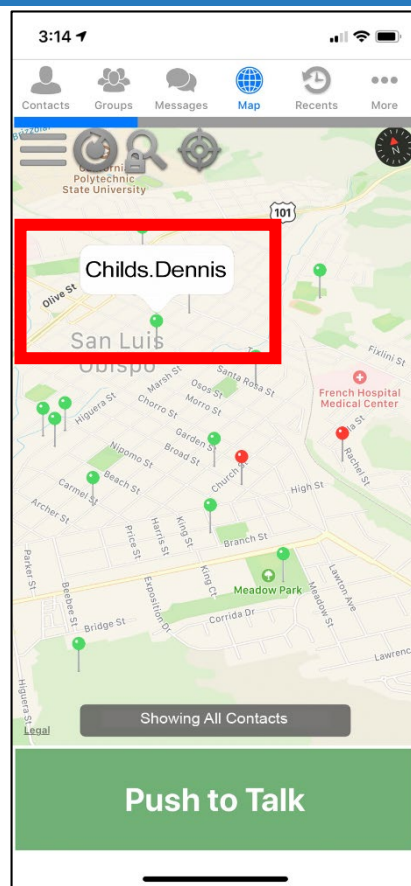 3:14
Contacts
Groups
Messages
Map
Recents
More
Polytechnic
State University
N
101
Childs.Dennis
Olive St
San Luis
Obispo
Fixlini St
Santa Rosa St
Marsh St
Osos St
Morro St
Chorro St
Higuera St
French Hospital
Medical Center
Garden St
Broad St
Nipomo St
Church St
Rachel St
Beach St
Carmel St
Archer St
High St
Price St
Harris St
King St
Branch St
Parker St
Beebee St
Exposition Dr
King Ct
Meadow Park
Meadow St
Lawton Ave
Corrida Dr
Bridge St
Lawrenc
Higuera St
Showing All Contacts
Legal
Push to Talk